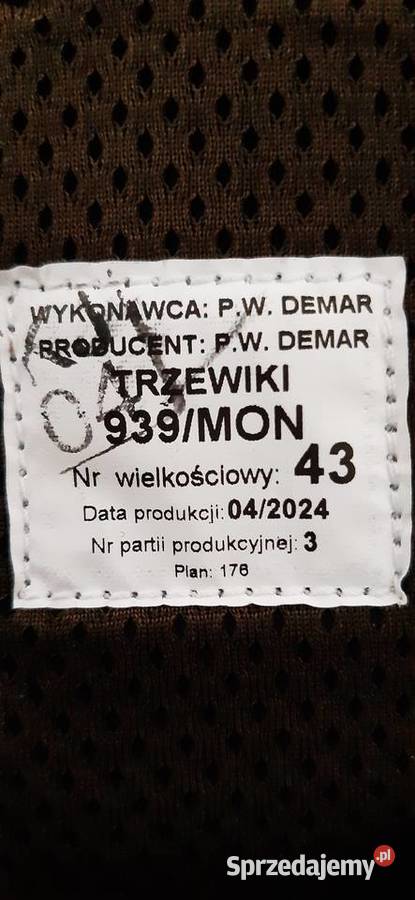 WYKONAWCA: P.W. DEMAR
PRODUCENT: P.W. DEMAR
TRZEWIKI
939/MON
Nr wielkościowy: 43
Data produkcji: 04/2024
Nr partii produkcyjnej: 3
Plan: 176
Sprzedajemy.pl